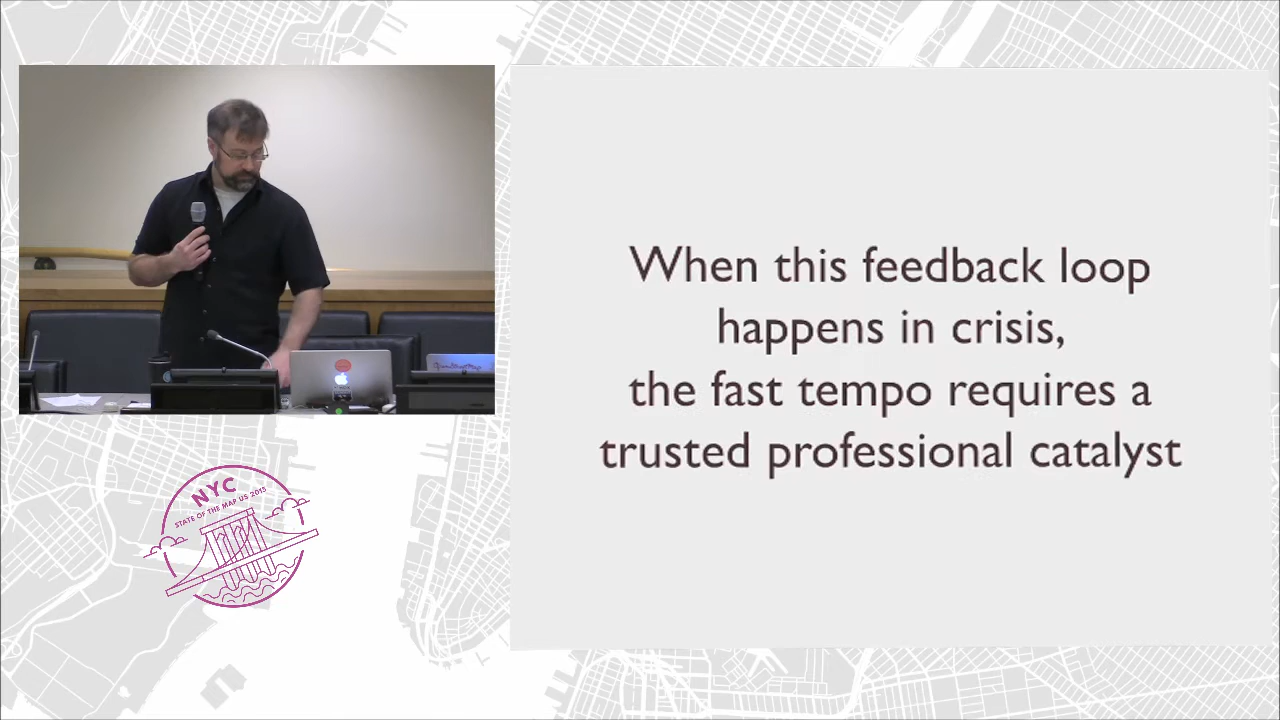 When this feedback loop
happens in crisis,
the fast tempo requires a
trusted professional catalyst
NYC
STATE OF THE MAP US 2015
OpenStreetMap